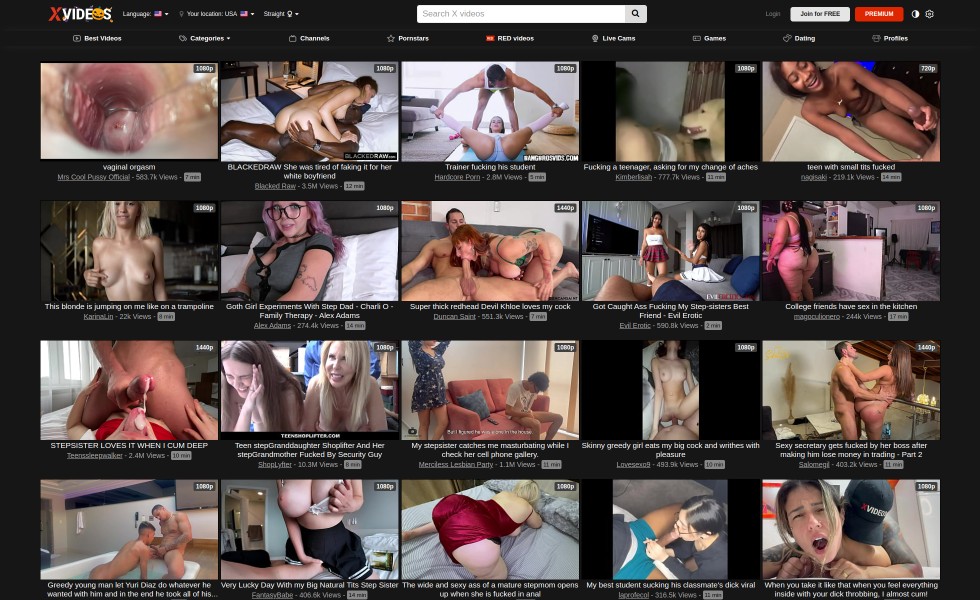 XVIDEOS Language: Your location: USA Straight Search X videos Login Join for FREE PREMIUM
Best Videos Categories Channels Pornstars RED videos Live Cams Games Dating Profiles
1080p 1080p 1080p 1080p 720p
BLACKEDRAW.com BANGBROSVIDS.COM
vaginal orgasm
Mrs Cool Pussy Official - 583.7k Views - 7 min
BLACKEDRAW She was tired of faking it for her
white boyfriend
Blacked Raw - 3.5M Views - 12 min
Trainer fucking his student
Hardcore Porn - 2.8M Views - 5 min
Fucking a teenager, asking for my change of aches
Kimberlisah - 777.7k Views - 11 min
teen with small tits fucked
nagisaki - 219.1k Views - 14 min
1080p 1080p 1440p 1080p 1080p
This blonde is jumping on me like on a trampoline
KarinaLin - 22k Views - 8 min
Goth Girl Experiments With Step Dad - Charli O -
Family Therapy - Alex Adams
Alex Adams - 274.4k Views - 14 min
Super thick redhead Devil Khloe loves my cock
Duncan Saint - 551.3k Views - 7 min
Got Caught Ass Fucking My Step-sisters Best
Friend - Evil Erotic
Evil Erotic - 590.8k Views - 2 min
College friends have sex in the kitchen
magoculionero - 244k Views - 17 min
1440p 1080p 1080p 1080p 1440p
TEENSHOPLIFTER.COM
But I figured he was alone in the house.
STEPSISTER LOVES IT WHEN I CUM DEEP
Teenssleepwalker - 2.4M Views - 10 min
Teen stepGranddaughter Shoplifter And Her
stepGrandmother Fucked By Security Guy
ShopLyfter - 10.3M Views - 8 min
My stepsister catches me masturbating while I
check her cell phone gallery.
Merciless Lesbian Party - 1.1M Views - 11 min
Skinny greedy girl eats my big cock and writhes with
pleasure
Lovesexo9 - 493.9k Views - 10 min
Sexy secretary gets fucked by her boss after
making him lose money in trading - Part 2
Salomegil - 403.2k Views - 11 min
1080p 1080p 1080p 1080p 1080p
XVIDEOS
Greedy young man let Yuri Diaz do whatever he
wanted with him and in the end he took all of his...
Very Lucky Day With my Big Natural Tits Step Sister
FantasyBabe - 406.6k Views - 14 min
The wide and sexy ass of a mature stepmom opens
up when she is fucked in anal
My best student sucking his classmate's dick viral
laprofecol - 316.5k Views - 11 min
When you take it like that when you feel everything
inside with your dick throbbing, I almost cum!